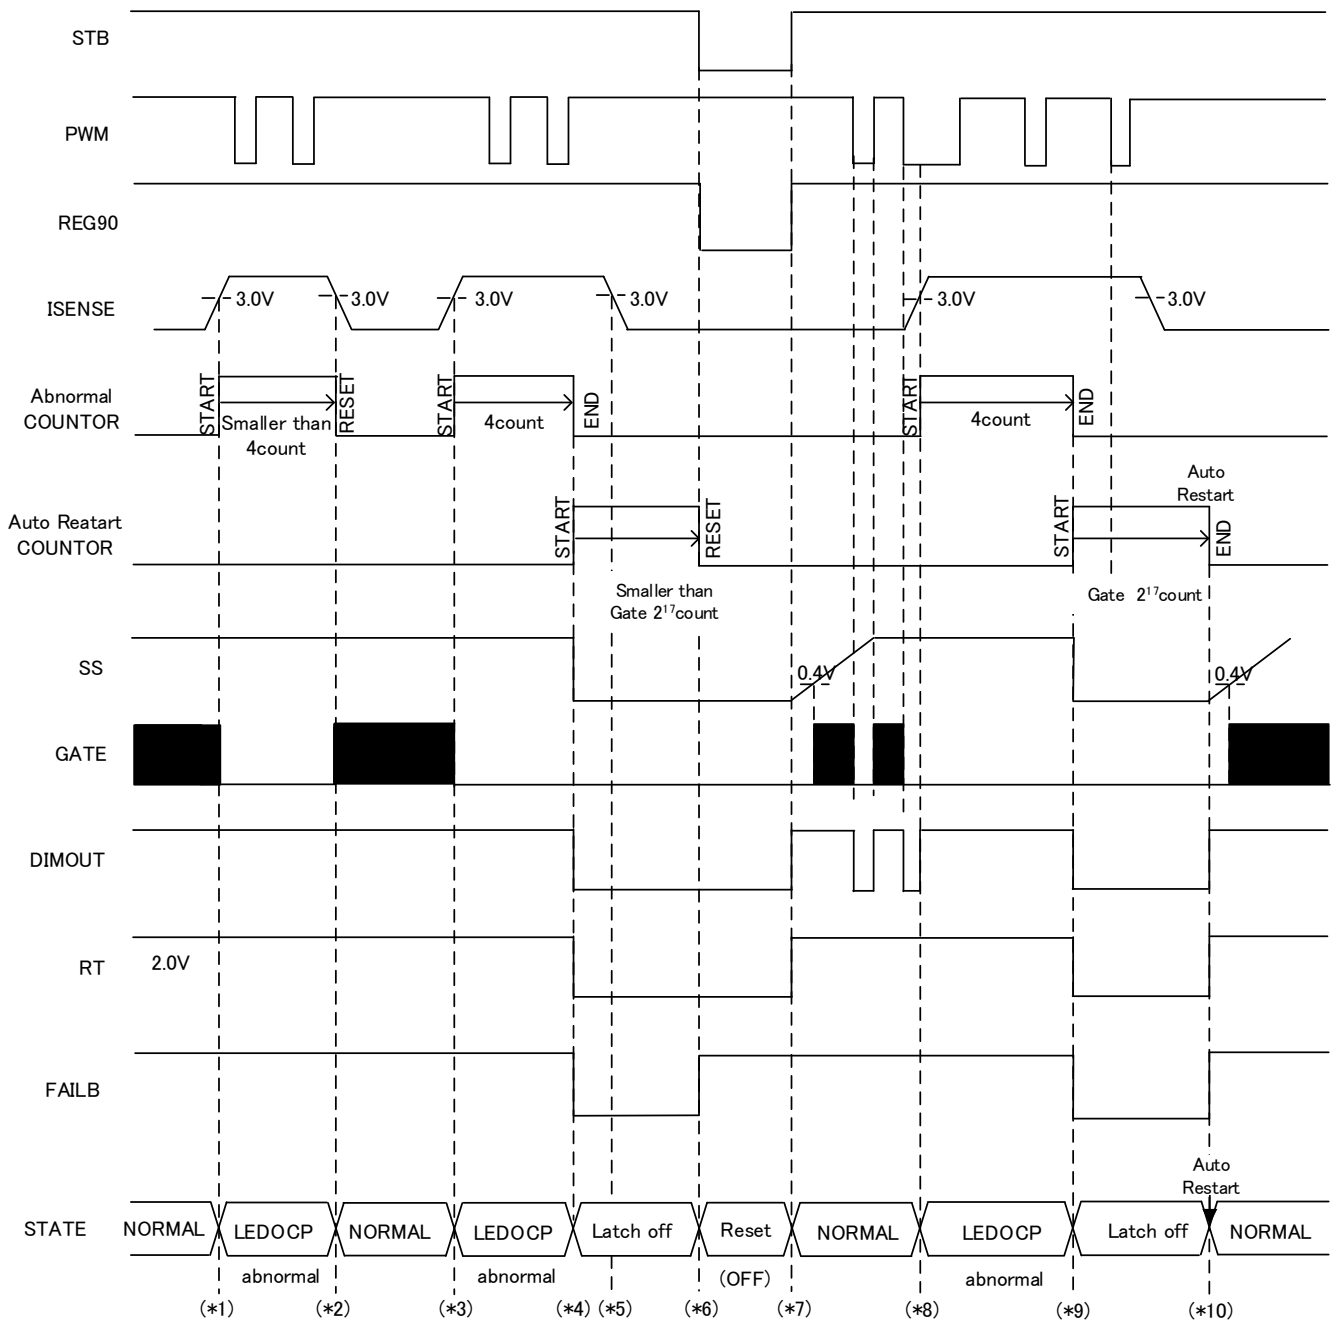 STB
PWM
REG90
ISENSE
3.0V
3.0V
3.0V
3.0V
3.0V
3.0V
Abnormal
COUNTOR
START
Smaller than
4count
RESET
START
4count
END
START
4count
END
Auto Reatart
COUNTOR
START
RESET
Smaller than
Gate 2¹⁷count
START
Auto
Restart
END
Gate 2¹⁷count
SS
0.4V
0.4V
GATE
DIMOUT
RT
2.0V
FAILB
Auto
Restart
STATE
NORMAL
LEDOCP
NORMAL
LEDOCP
Latch off
Reset
NORMAL
LEDOCP
Latch off
NORMAL
abnormal
abnormal
(OFF)
abnormal
(*1)
(*2)
(*3)
(*4)
(*5)
(*6)
(*7)
(*8)
(*9)
(*10)